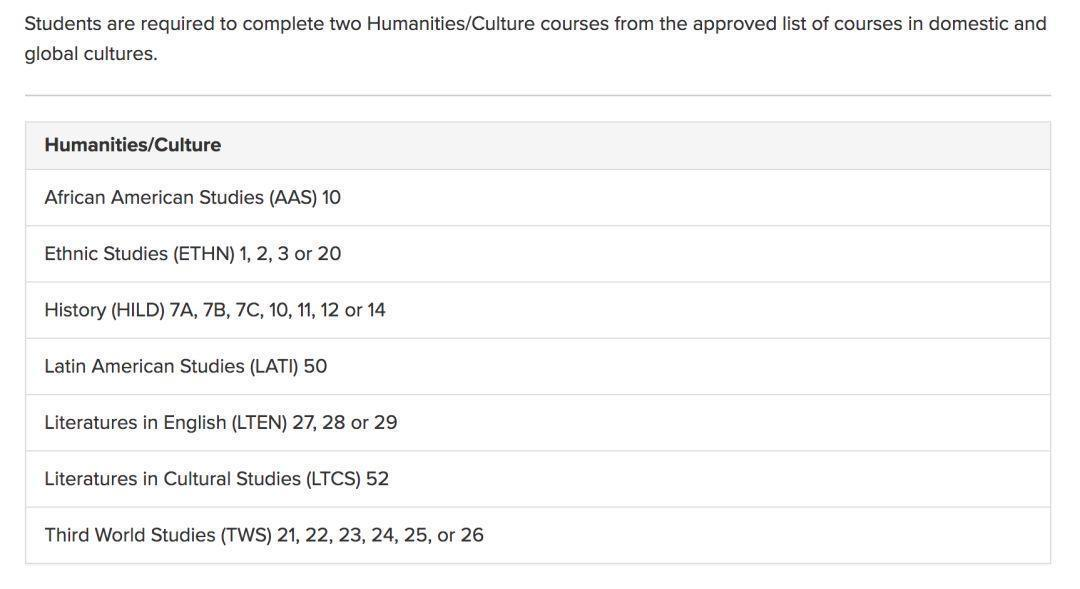 Students are required to complete two Humanities/Culture courses from the approved list of courses in domestic and
global cultures.
Humanities/Culture
African American Studies (AAS) 10
Ethnic Studies (ETHN) 1, 2, 3 or 20
History (HILD) 7A, 7B, 7C, 10, 11, 12 or 14
Latin American Studies (LATI) 50
Literatures in English (LTEN) 27, 28 or 29
Literatures in Cultural Studies (LTCS) 52
Third World Studies (TWS) 21, 22, 23, 24, 25, or 26